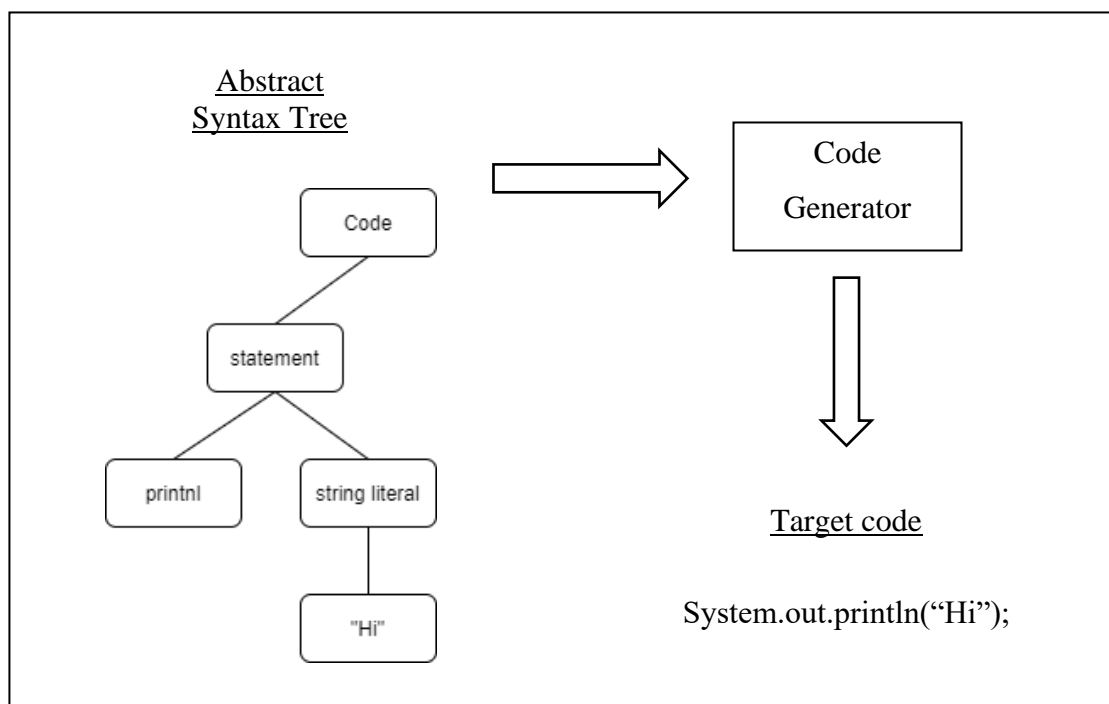 Abstract
Syntax Tree
Code
statement
printnl
string literal
"Hi"
Code
Generator
Target code
System.out.println(“Hi”);